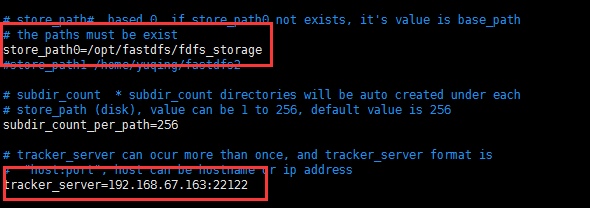 # store_path#, based 0, if store_path0 not exists, it's value is base_path
# the paths must be exist
store_path0=/opt/fastdfs/fdfs_storage
#store_path1=/home/yuqing/fastdfs2
# subdir_count  * subdir_count directories will be auto created under each
# store_path (disk), value can be 1 to 256, default value is 256
subdir_count_per_path=256
# tracker_server can ocur more than once, and tracker_server format is
#  "host:port", host can be hostname or ip address
tracker_server=192.168.67.163:22122